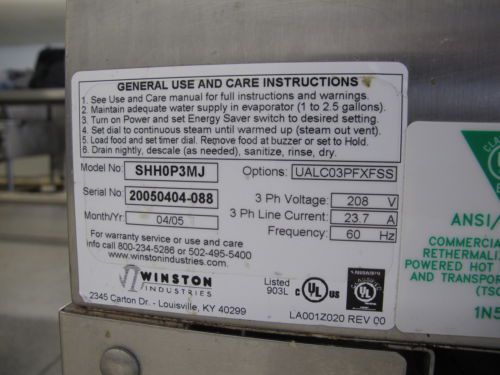 GENERAL USE AND CARE INSTRUCTIONS
1. See Use and Care manual for full instructions and warnings.
2. Maintain adequate water supply in evaporator (1 to 2.5 gallons).
3. Turn on Power and set Energy Saver switch to desired setting.
4. Set dial to continuous steam until warmed up (steam out vent).
5. Load food and set timer dial. Remove food at buzzer or set to Hold.
6. Drain nightly, descale (as needed), sanitize, rinse, dry.
Model No: SHH0P3MJ Options: UALC03PFXFSS
Serial No: 20050404-088 3 Ph Voltage: 208 V
Month/Yr: 04/05 3 Ph Line Current: 23.7 A
Frequency: 60 Hz
For warranty service or use and care
info call 800-234-5286 or 502-495-5400
www.winstonindustries.com
WINSTON
INDUSTRIES
Listed
903L
C UL US
2345 Carton Dr. - Louisville, KY 40299
LA001Z020 REV 00
ANSI/
COMMERCIAL
RETHERMALIZ
POWERED HOT
AND TRANSPORT
(TSC
1N5